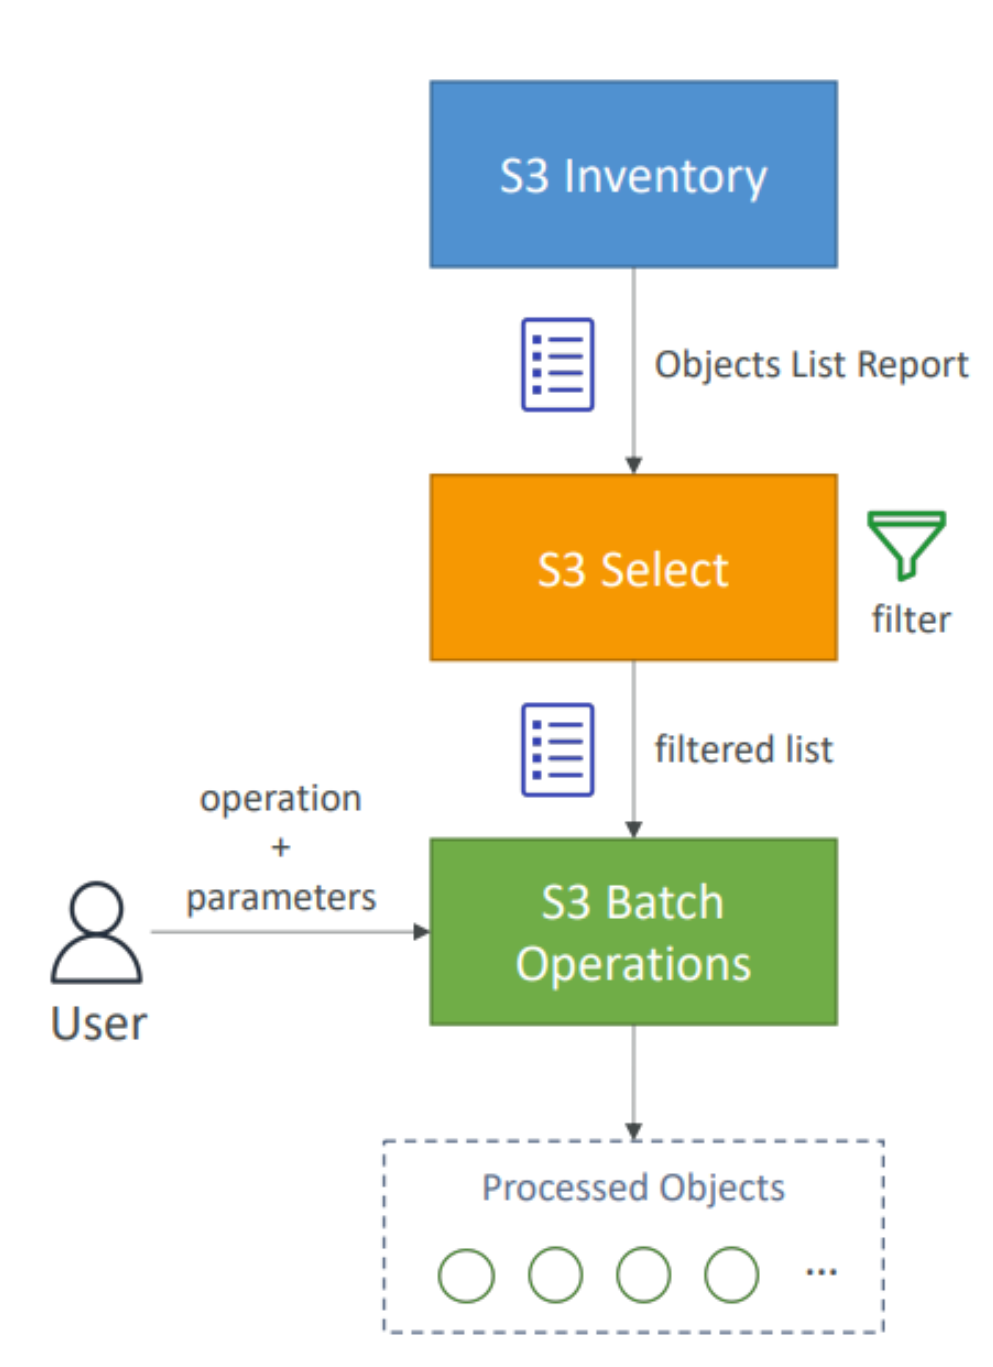 S3 Inventory
Objects List Report
S3 Select
filter
filtered list
operation
+
parameters
User
S3 Batch
Operations
Processed Objects
...